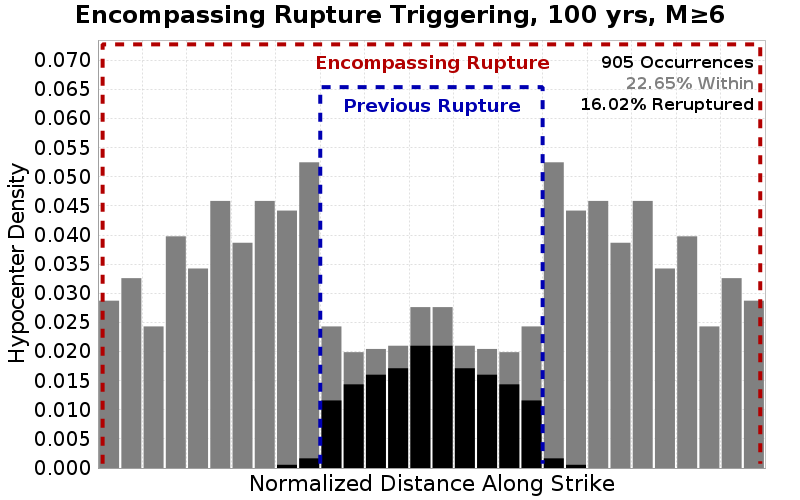 Encompassing Rupture Triggering, 100 yrs, M≥6
Encompassing Rupture
905 Occurrences
22.65% Within
Previous Rupture
16.02% Reruptured
Hypocenter Density
0.070
0.065
0.060
0.055
0.050
0.045
0.040
0.035
0.030
0.025
0.020
0.015
0.010
0.005
0.000
Normalized Distance Along Strike